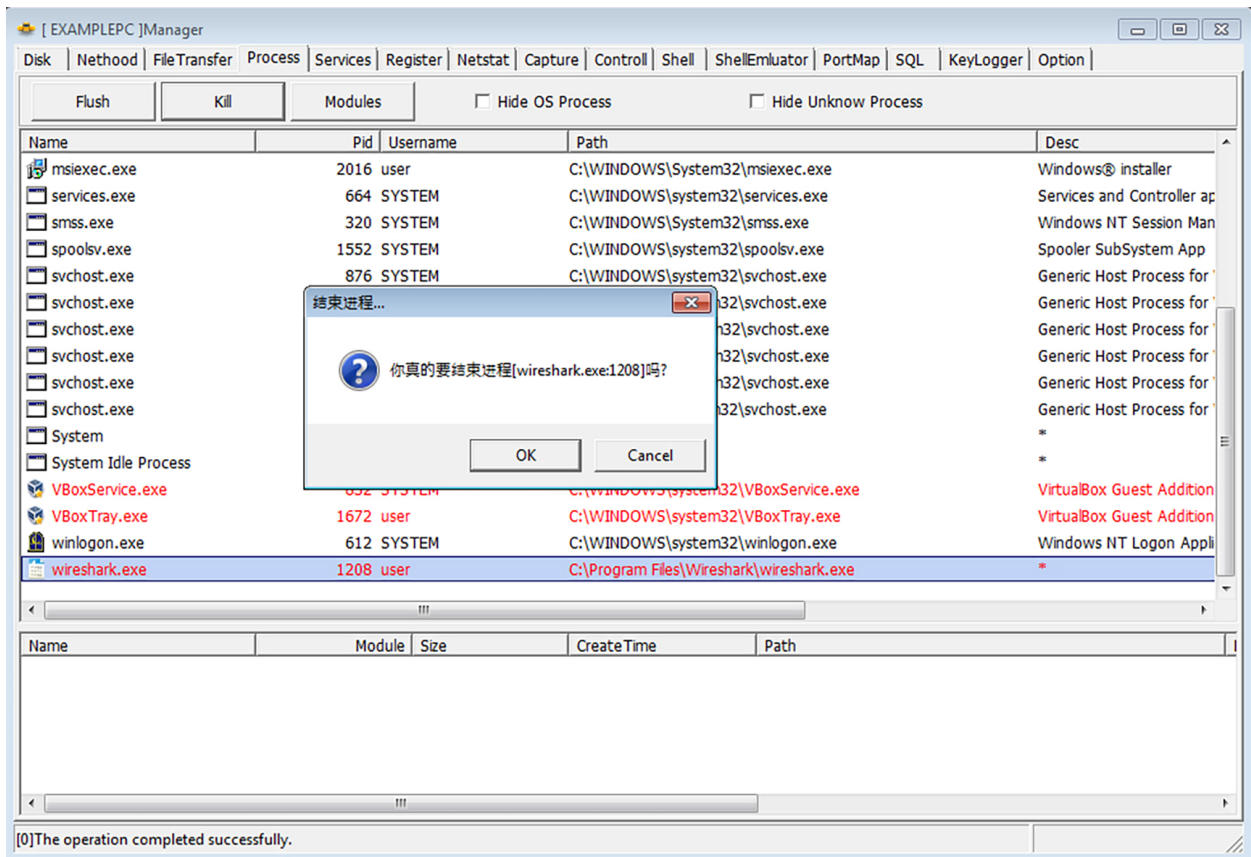 [ EXAMPLEPC ]Manager
Disk Nethood FileTransfer Process Services Register Netstat Capture Controll Shell ShellEmluator PortMap SQL KeyLogger Option
Flush Kill Modules Hide OS Process Hide Unknow Process
Name Pid Username Path Desc
msiexec.exe 2016 user C:\WINDOWS\System32\msiexec.exe Windows® installer
services.exe 664 SYSTEM C:\WINDOWS\system32\services.exe Services and Controller ap
smss.exe 320 SYSTEM C:\WINDOWS\System32\smss.exe Windows NT Session Man
spoolsv.exe 1552 SYSTEM C:\WINDOWS\system32\spoolsv.exe Spooler SubSystem App
svchost.exe 876 SYSTEM C:\WINDOWS\system32\svchost.exe Generic Host Process for
svchost.exe 32\svchost.exe Generic Host Process for
svchost.exe 32\svchost.exe Generic Host Process for
svchost.exe 32\svchost.exe Generic Host Process for
svchost.exe 32\svchost.exe Generic Host Process for
svchost.exe 32\svchost.exe Generic Host Process for
System *
System Idle Process *
VBoxService.exe C:\WINDOWS\system32\VBoxService.exe VirtualBox Guest Addition
VBoxTray.exe 1672 user C:\WINDOWS\system32\VBoxTray.exe VirtualBox Guest Addition
winlogon.exe 612 SYSTEM C:\WINDOWS\system32\winlogon.exe Windows NT Logon Appli
wireshark.exe 1208 user C:\Program Files\Wireshark\wireshark.exe *
结束进程...
你真的要结束进程[wireshark.exe:1208]吗?
OK Cancel
Name Module Size CreateTime Path
[0]The operation completed successfully.